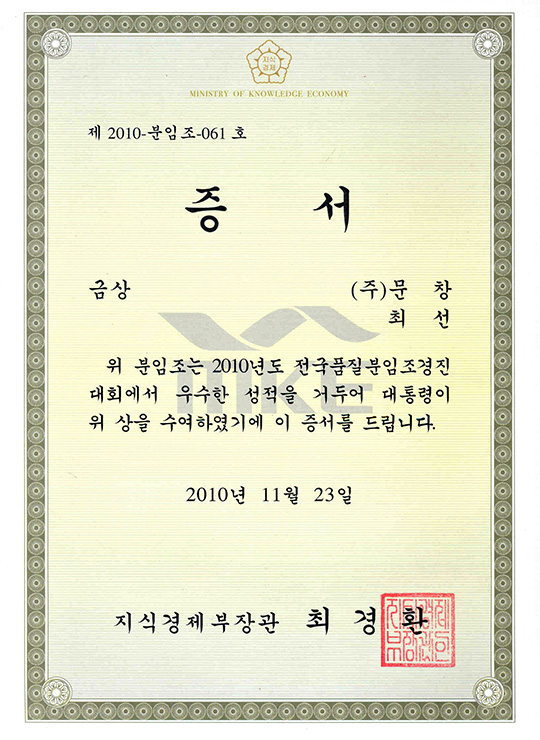 지식
경제
MINISTRY OF KNOWLEDGE ECONOMY
제 2010-분임조-061 호
증 서
금상 (주)문 창
최 선
MKE
위 분임조는 2010년도 전국품질분임조경진
대회에서 우수한 성적을 거두어 대통령이
위 상을 수여하였기에 이 증서를 드립니다.
2010년 11월 23일
지식경제부장관 최 경 환